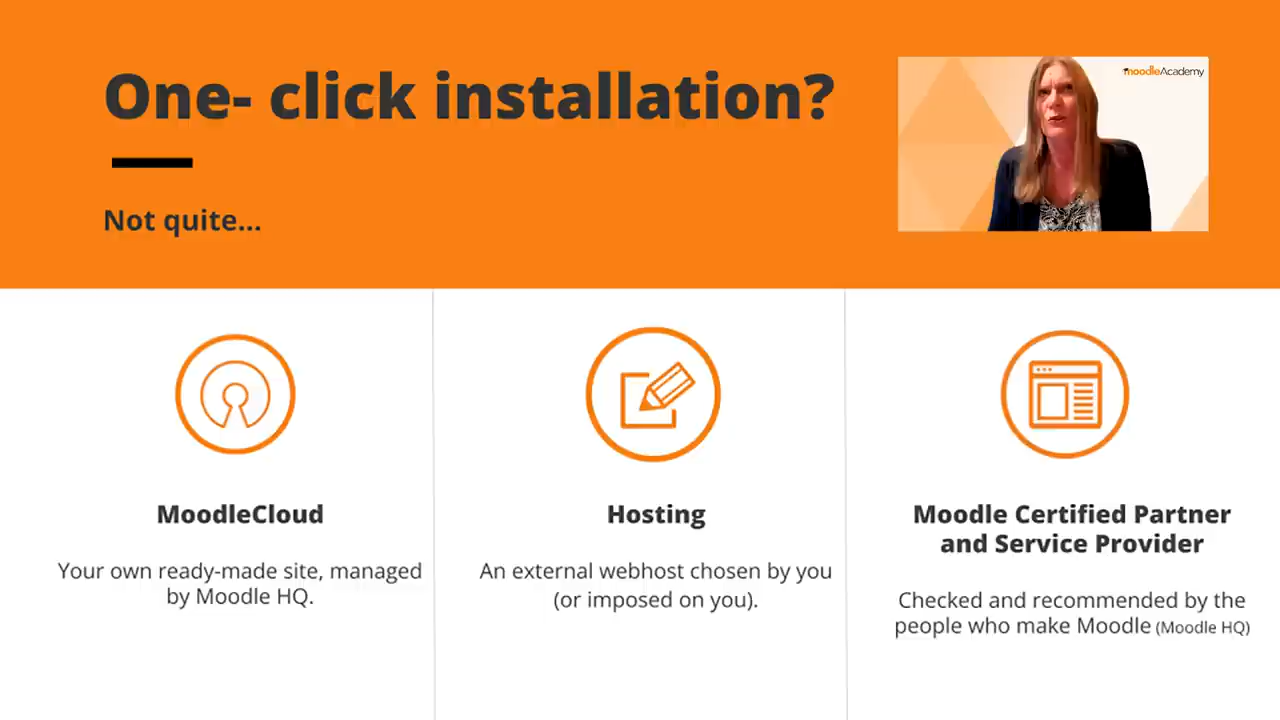 One- click installation?
moodleAcademy
Not quite...
MoodleCloud
Your own ready-made site, managed
by Moodle HQ.
Hosting
An external webhost chosen by you
(or imposed on you).
Moodle Certified Partner
and Service Provider
Checked and recommended by the
people who make Moodle (Moodle HQ)